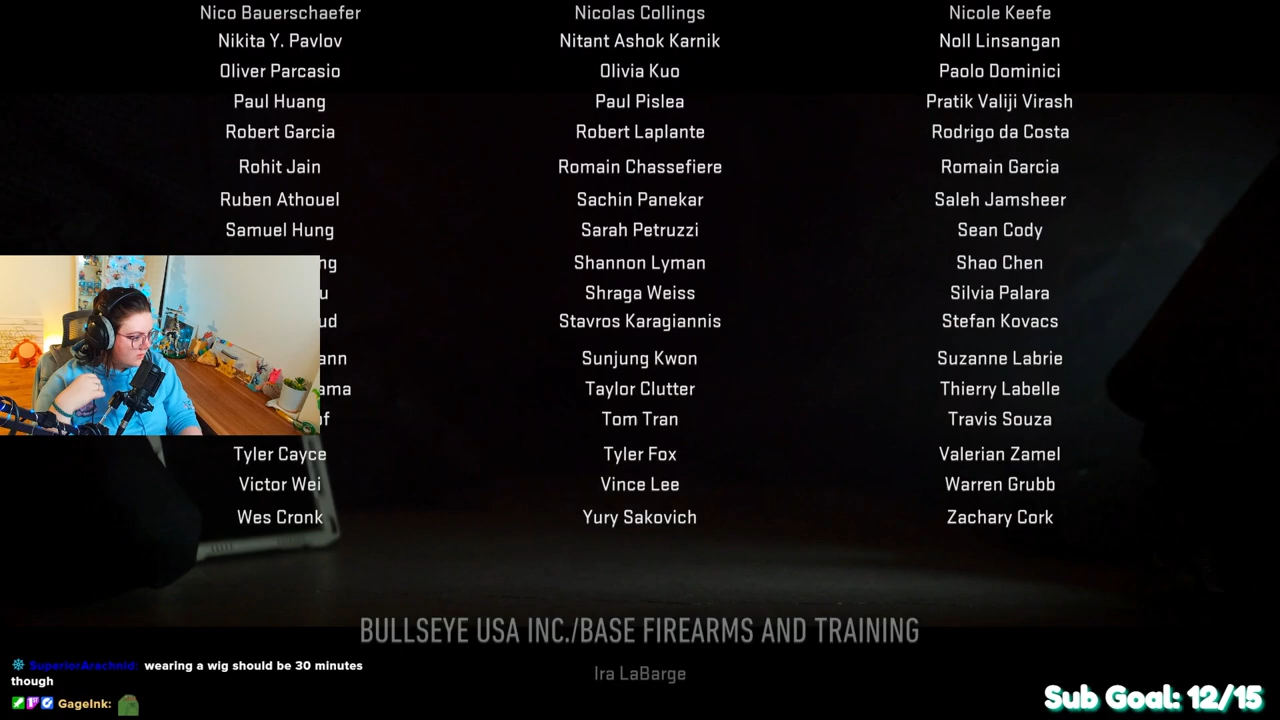 Nico Bauerschaefer Nicolas Collings Nicole Keefe
Nikita Y. Pavlov Nitant Ashok Karnik Noll Linsangan
Oliver Parcasio Olivia Kuo Paolo Dominici
Paul Huang Paul Pislea Pratik Valiji Virash
Robert Garcia Robert Laplante Rodrigo da Costa
Rohit Jain Romain Chassefiere Romain Garcia
Ruben Athouel Sachin Panekar Saleh Jamsheer
Samuel Hung Sarah Petruzzi Sean Cody
ng Shannon Lyman Shao Chen
u Shraga Weiss Silvia Palara
ud Stavros Karagiannis Stefan Kovacs
ann Sunjung Kwon Suzanne Labrie
ama Taylor Clutter Thierry Labelle
f Tom Tran Travis Souza
Tyler Cayce Tyler Fox Valerian Zamel
Victor Wei Vince Lee Warren Grubb
Wes Cronk Yury Sakovich Zachary Cork
BULLSEYE USA INC./BASE FIREARMS AND TRAINING
Ira LaBarge
SuperiorArachnid: wearing a wig should be 30 minutes
though
GageInk:
Sub Goal: 12/15